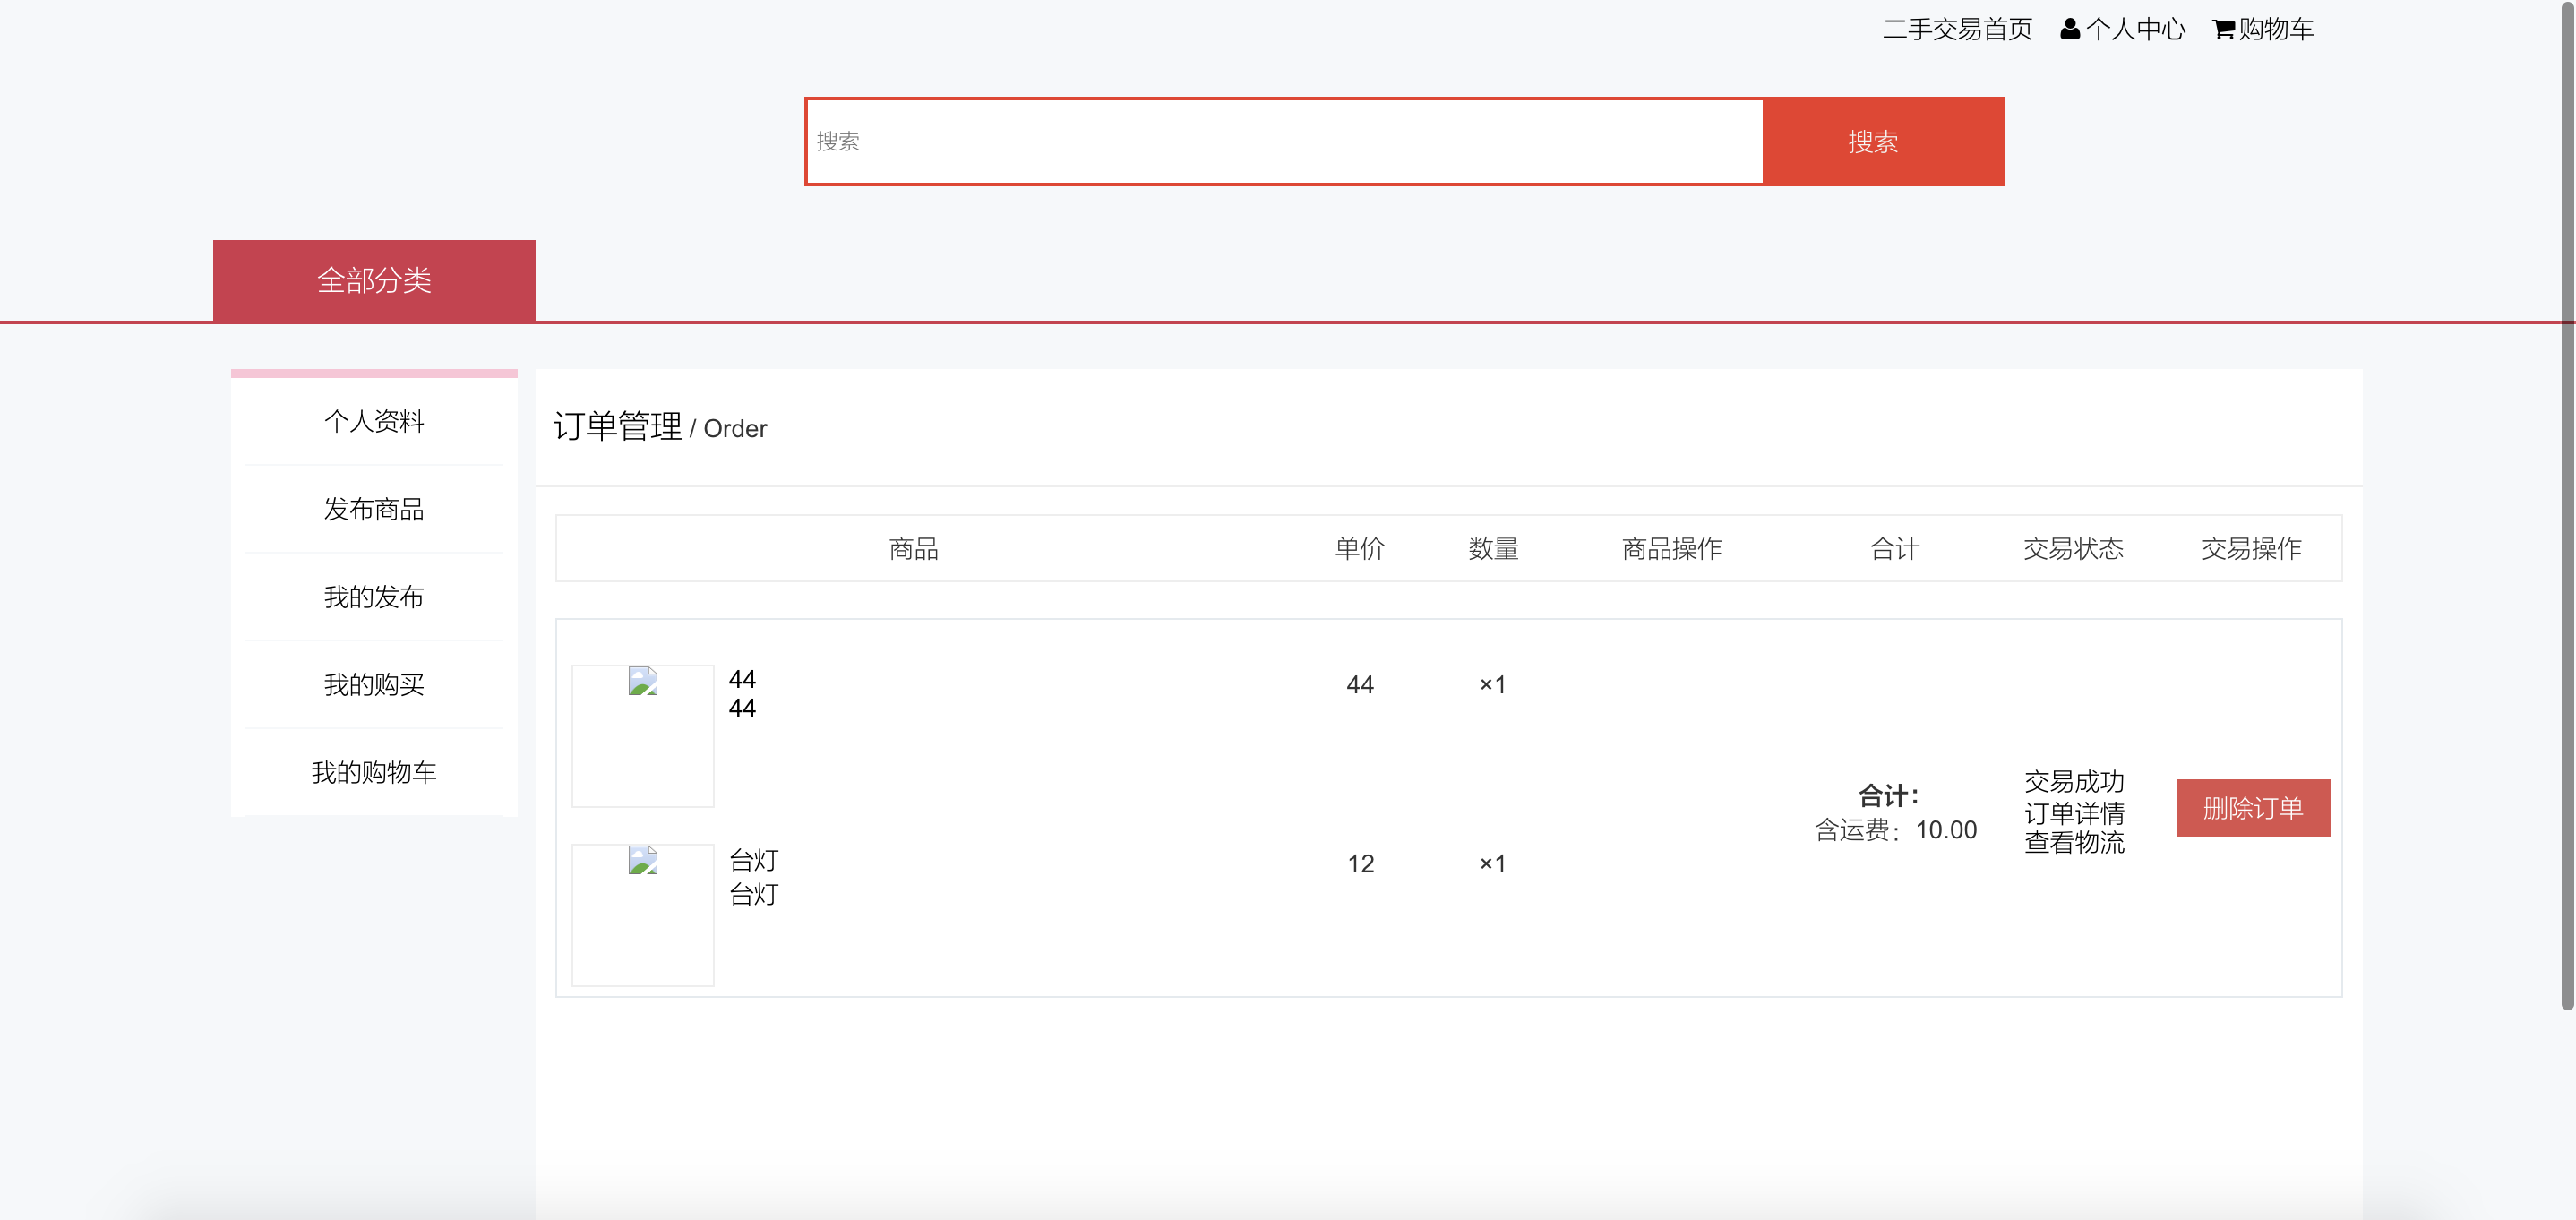 二手交易首页 个人中心 购物车
搜索 搜索
全部分类
个人资料
发布商品
我的发布
我的购买
我的购物车
订单管理 / Order
商品 单价 数量 商品操作 合计 交易状态 交易操作
44
44
44 ×1
台灯
台灯
12 ×1
合计：
含运费：10.00
交易成功
订单详情
查看物流
删除订单